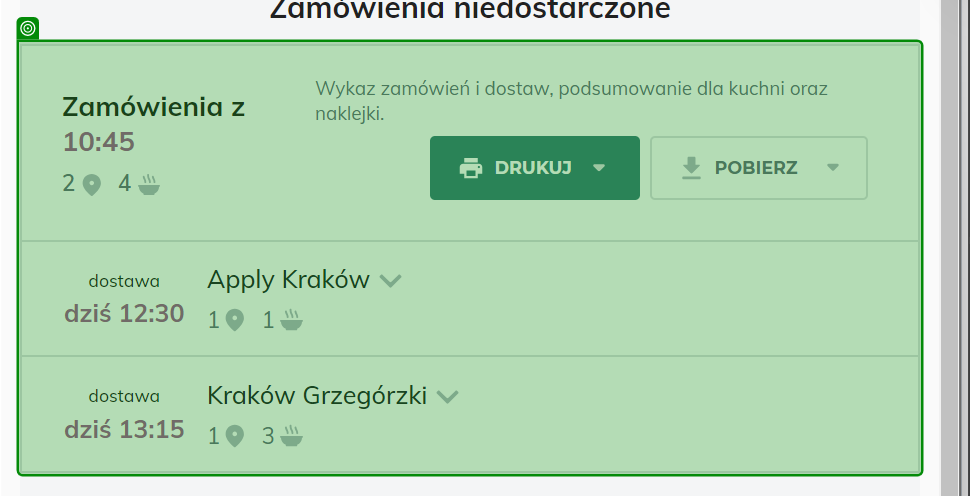 Zamówienia niedostarczone
Wykaz zamówień i dostaw, podsumowanie dla kuchni oraz
naklejki.
Zamówienia z
10:45
2 4
DRUKUJ
POBIERZ
dostawa
dziś 12:30
Apply Kraków
1 1
dostawa
dziś 13:15
Kraków Grzegórzki
1 3